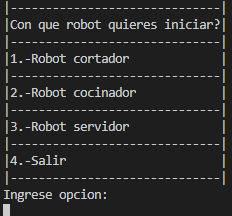 |-----------------------------|
|Con que robot quieres iniciar?|
|-----------------------------|
|1.-Robot cortador
|-----------------------------|
|2.-Robot cocinador
|-----------------------------|
|3.-Robot servidor
|-----------------------------|
|4.-Salir
|-----------------------------|
Ingrese opcion: